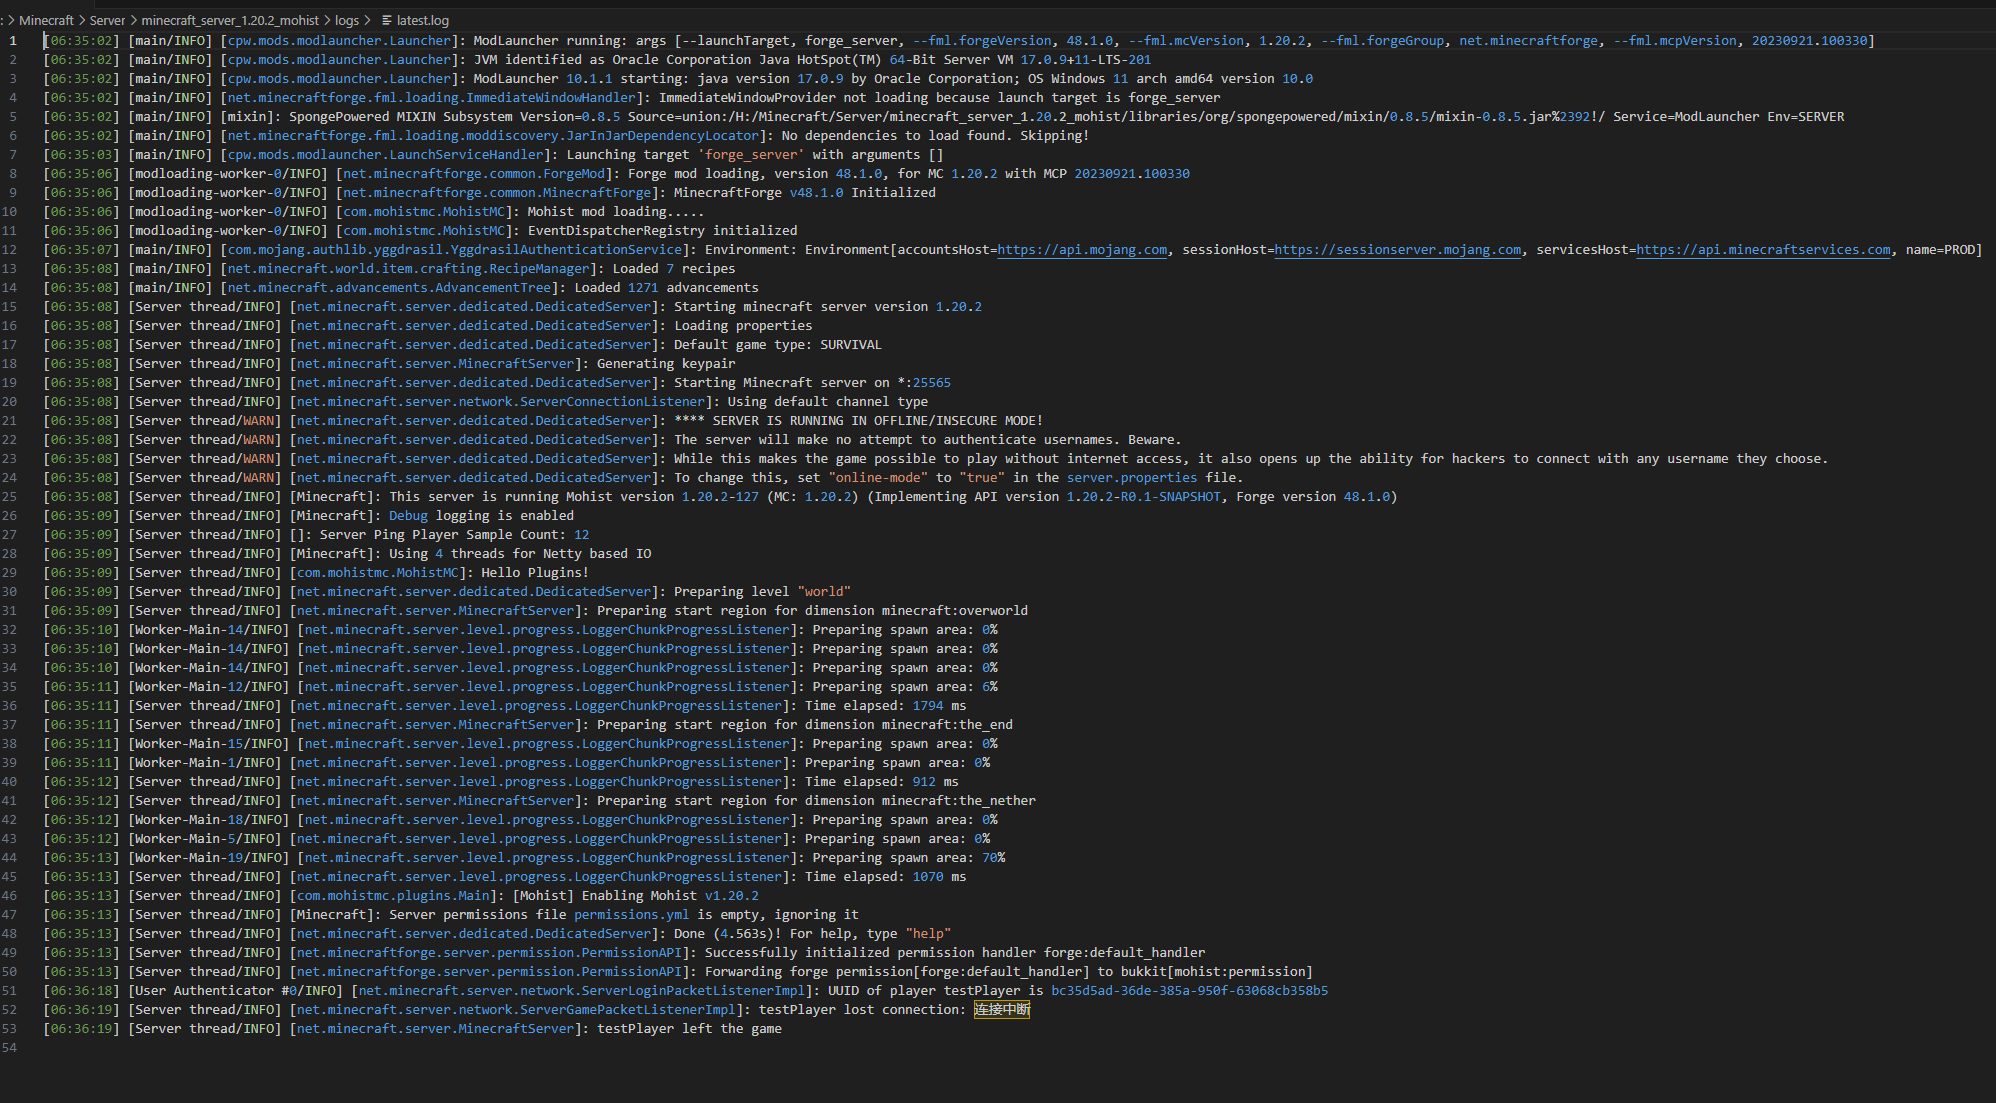 : > Minecraft > Server > minecraft_server_1.20.2_mohist > logs > latest.log
1 [06:35:02] [main/INFO] [cpw.mods.modlauncher.Launcher]: ModLauncher running: args [--launchTarget, forge_server, --fml.forgeVersion, 48.1.0, --fml.mcVersion, 1.20.2, --fml.forgeGroup, net.minecraftforge, --fml.mcpVersion, 20230921.100330]
2 [06:35:02] [main/INFO] [cpw.mods.modlauncher.Launcher]: JVM identified as Oracle Corporation Java HotSpot(TM) 64-Bit Server VM 17.0.9+11-LTS-201
3 [06:35:02] [main/INFO] [cpw.mods.modlauncher.Launcher]: ModLauncher 10.1.1 starting: java version 17.0.9 by Oracle Corporation; OS Windows 11 arch amd64 version 10.0
4 [06:35:02] [main/INFO] [net.minecraftforge.fml.loading.ImmediateWindowHandler]: ImmediateWindowProvider not loading because launch target is forge_server
5 [06:35:02] [main/INFO] [mixin]: SpongePowered MIXIN Subsystem Version=0.8.5 Source=union:/H:/Minecraft/Server/minecraft_server_1.20.2_mohist/libraries/org/spongepowered/mixin/0.8.5/mixin-0.8.5.jar%2392!/ Service=ModLauncher Env=SERVER
6 [06:35:02] [main/INFO] [net.minecraftforge.fml.loading.moddiscovery.JarInJarDependencyLocator]: No dependencies to load found. Skipping!
7 [06:35:03] [main/INFO] [cpw.mods.modlauncher.LaunchServiceHandler]: Launching target 'forge_server' with arguments []
8 [06:35:06] [modloading-worker-0/INFO] [net.minecraftforge.common.ForgeMod]: Forge mod loading, version 48.1.0, for MC 1.20.2 with MCP 20230921.100330
9 [06:35:06] [modloading-worker-0/INFO] [net.minecraftforge.common.MinecraftForge]: MinecraftForge v48.1.0 Initialized
10 [06:35:06] [modloading-worker-0/INFO] [com.mohistmc.MohistMC]: Mohist mod loading.....
11 [06:35:06] [modloading-worker-0/INFO] [com.mohistmc.MohistMC]: EventDispatcherRegistry initialized
12 [06:35:07] [main/INFO] [com.mojang.authlib.yggdrasil.YggdrasilAuthenticationService]: Environment: Environment[accountsHost=https://api.mojang.com, sessionHost=https://sessionserver.mojang.com, servicesHost=https://api.minecraftservices.com, name=PROD]
13 [06:35:08] [main/INFO] [net.minecraft.world.item.crafting.RecipeManager]: Loaded 7 recipes
14 [06:35:08] [main/INFO] [net.minecraft.advancements.AdvancementTree]: Loaded 1271 advancements
15 [06:35:08] [Server thread/INFO] [net.minecraft.server.dedicated.DedicatedServer]: Starting minecraft server version 1.20.2
16 [06:35:08] [Server thread/INFO] [net.minecraft.server.dedicated.DedicatedServer]: Loading properties
17 [06:35:08] [Server thread/INFO] [net.minecraft.server.dedicated.DedicatedServer]: Default game type: SURVIVAL
18 [06:35:08] [Server thread/INFO] [net.minecraft.server.MinecraftServer]: Generating keypair
19 [06:35:08] [Server thread/INFO] [net.minecraft.server.dedicated.DedicatedServer]: Starting Minecraft server on *:25565
20 [06:35:08] [Server thread/INFO] [net.minecraft.server.network.ServerConnectionListener]: Using default channel type
21 [06:35:08] [Server thread/WARN] [net.minecraft.server.dedicated.DedicatedServer]: **** SERVER IS RUNNING IN OFFLINE/INSECURE MODE!
22 [06:35:08] [Server thread/WARN] [net.minecraft.server.dedicated.DedicatedServer]: The server will make no attempt to authenticate usernames. Beware.
23 [06:35:08] [Server thread/WARN] [net.minecraft.server.dedicated.DedicatedServer]: While this makes the game possible to play without internet access, it also opens up the ability for hackers to connect with any username they choose.
24 [06:35:08] [Server thread/WARN] [net.minecraft.server.dedicated.DedicatedServer]: To change this, set "online-mode" to "true" in the server.properties file.
25 [06:35:08] [Server thread/INFO] [Minecraft]: This server is running Mohist version 1.20.2-127 (MC: 1.20.2) (Implementing API version 1.20.2-R0.1-SNAPSHOT, Forge version 48.1.0)
26 [06:35:09] [Server thread/INFO] [Minecraft]: Debug logging is enabled
27 [06:35:09] [Server thread/INFO] []: Server Ping Player Sample Count: 12
28 [06:35:09] [Server thread/INFO] [Minecraft]: Using 4 threads for Netty based IO
29 [06:35:09] [Server thread/INFO] [com.mohistmc.MohistMC]: Hello Plugins!
30 [06:35:09] [Server thread/INFO] [net.minecraft.server.dedicated.DedicatedServer]: Preparing level "world"
31 [06:35:09] [Server thread/INFO] [net.minecraft.server.MinecraftServer]: Preparing start region for dimension minecraft:overworld
32 [06:35:10] [Worker-Main-14/INFO] [net.minecraft.server.level.progress.LoggerChunkProgressListener]: Preparing spawn area: 0%
33 [06:35:10] [Worker-Main-14/INFO] [net.minecraft.server.level.progress.LoggerChunkProgressListener]: Preparing spawn area: 0%
34 [06:35:10] [Worker-Main-14/INFO] [net.minecraft.server.level.progress.LoggerChunkProgressListener]: Preparing spawn area: 0%
35 [06:35:11] [Worker-Main-12/INFO] [net.minecraft.server.level.progress.LoggerChunkProgressListener]: Preparing spawn area: 6%
36 [06:35:11] [Server thread/INFO] [net.minecraft.server.level.progress.LoggerChunkProgressListener]: Time elapsed: 1794 ms
37 [06:35:11] [Server thread/INFO] [net.minecraft.server.MinecraftServer]: Preparing start region for dimension minecraft:the_end
38 [06:35:11] [Worker-Main-15/INFO] [net.minecraft.server.level.progress.LoggerChunkProgressListener]: Preparing spawn area: 0%
39 [06:35:11] [Worker-Main-1/INFO] [net.minecraft.server.level.progress.LoggerChunkProgressListener]: Preparing spawn area: 0%
40 [06:35:12] [Server thread/INFO] [net.minecraft.server.level.progress.LoggerChunkProgressListener]: Time elapsed: 912 ms
41 [06:35:12] [Server thread/INFO] [net.minecraft.server.MinecraftServer]: Preparing start region for dimension minecraft:the_nether
42 [06:35:12] [Worker-Main-18/INFO] [net.minecraft.server.level.progress.LoggerChunkProgressListener]: Preparing spawn area: 0%
43 [06:35:12] [Worker-Main-5/INFO] [net.minecraft.server.level.progress.LoggerChunkProgressListener]: Preparing spawn area: 0%
44 [06:35:13] [Worker-Main-19/INFO] [net.minecraft.server.level.progress.LoggerChunkProgressListener]: Preparing spawn area: 70%
45 [06:35:13] [Server thread/INFO] [net.minecraft.server.level.progress.LoggerChunkProgressListener]: Time elapsed: 1070 ms
46 [06:35:13] [Server thread/INFO] [com.mohistmc.plugins.Main]: [Mohist] Enabling Mohist v1.20.2
47 [06:35:13] [Server thread/INFO] [Minecraft]: Server permissions file permissions.yml is empty, ignoring it
48 [06:35:13] [Server thread/INFO] [net.minecraft.server.dedicated.DedicatedServer]: Done (4.563s)! For help, type "help"
49 [06:35:13] [Server thread/INFO] [net.minecraftforge.server.permission.PermissionAPI]: Successfully initialized permission handler forge:default_handler
50 [06:35:13] [Server thread/INFO] [net.minecraftforge.server.permission.PermissionAPI]: Forwarding forge permission[forge:default_handler] to bukkit[mohist:permission]
51 [06:36:18] [User Authenticator #0/INFO] [net.minecraft.server.network.ServerLoginPacketListenerImpl]: UUID of player testPlayer is bc35d5ad-36de-385a-950f-63068cb358b5
52 [06:36:19] [Server thread/INFO] [net.minecraft.server.network.ServerGamePacketListenerImpl]: testPlayer lost connection: 连接中断
53 [06:36:19] [Server thread/INFO] [net.minecraft.server.MinecraftServer]: testPlayer left the game
54